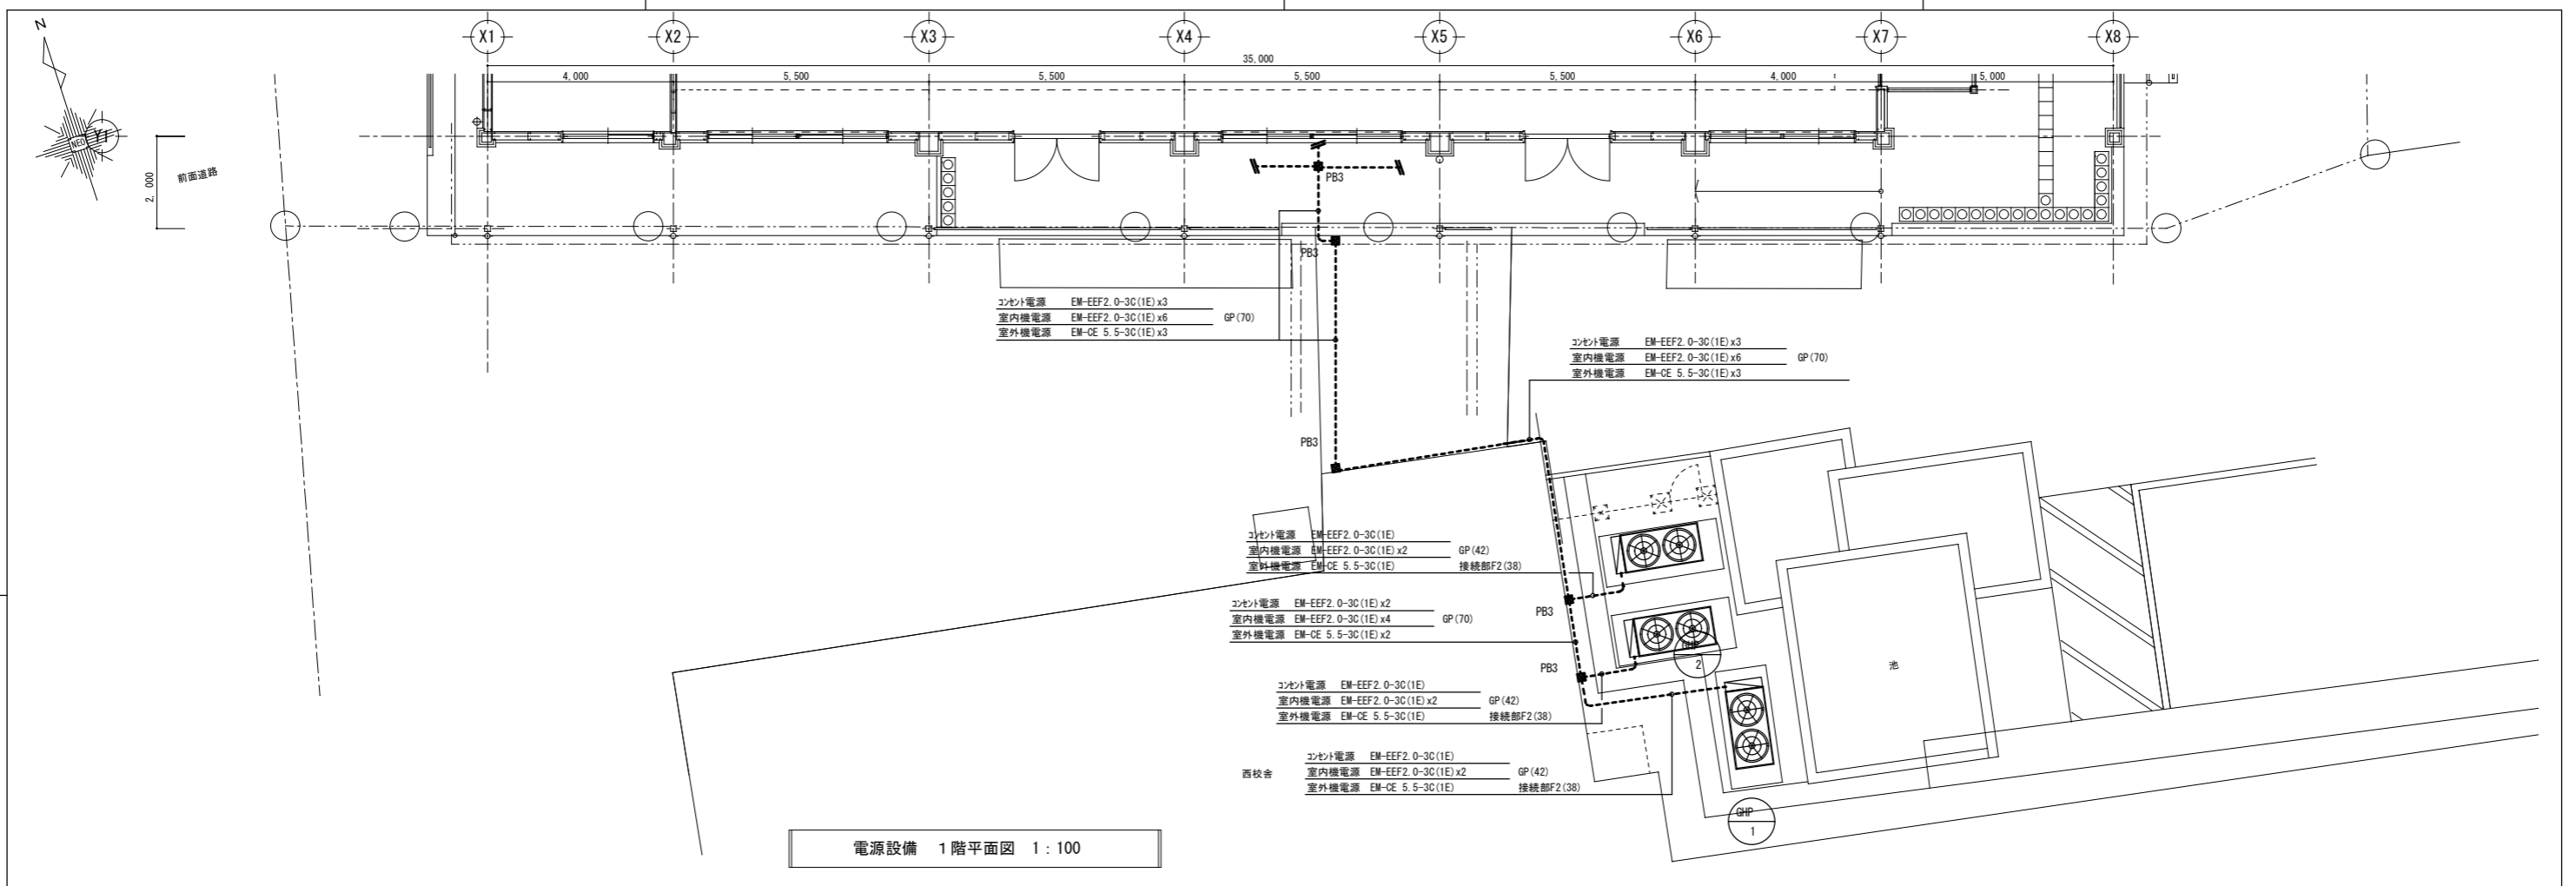 N
X1
X2
X3
X4
X5
X6
X7
X8
35,000
4,000
5,500
5,500
5,500
5,500
4,000
5,000
Y1
NEO
2,000
前面道路
PB3
PB3
コンセント電源 EM-EEF2.0-3C(1E)x3
室内機電源 EM-EEF2.0-3C(1E)x6 GP(70)
室外機電源 EM-CE 5.5-3C(1E)x3
コンセント電源 EM-EEF2.0-3C(1E)x3
室内機電源 EM-EEF2.0-3C(1E)x6 GP(70)
室外機電源 EM-CE 5.5-3C(1E)x3
PB3
コンセント電源 EM-EEF2.0-3C(1E)
室内機電源 EM-EEF2.0-3C(1E)x2 GP(42)
室外機電源 EM-CE 5.5-3C(1E) 接続部F2(38)
コンセント電源 EM-EEF2.0-3C(1E)x2
室内機電源 EM-EEF2.0-3C(1E)x4 GP(70)
室外機電源 EM-CE 5.5-3C(1E)x2
PB3
PB3
GHP
2
池
コンセント電源 EM-EEF2.0-3C(1E)
室内機電源 EM-EEF2.0-3C(1E)x2 GP(42)
室外機電源 EM-CE 5.5-3C(1E) 接続部F2(38)
西校舎
コンセント電源 EM-EEF2.0-3C(1E)
室内機電源 EM-EEF2.0-3C(1E)x2 GP(42)
室外機電源 EM-CE 5.5-3C(1E) 接続部F2(38)
GHP
1
電源設備 1階平面図 1:100